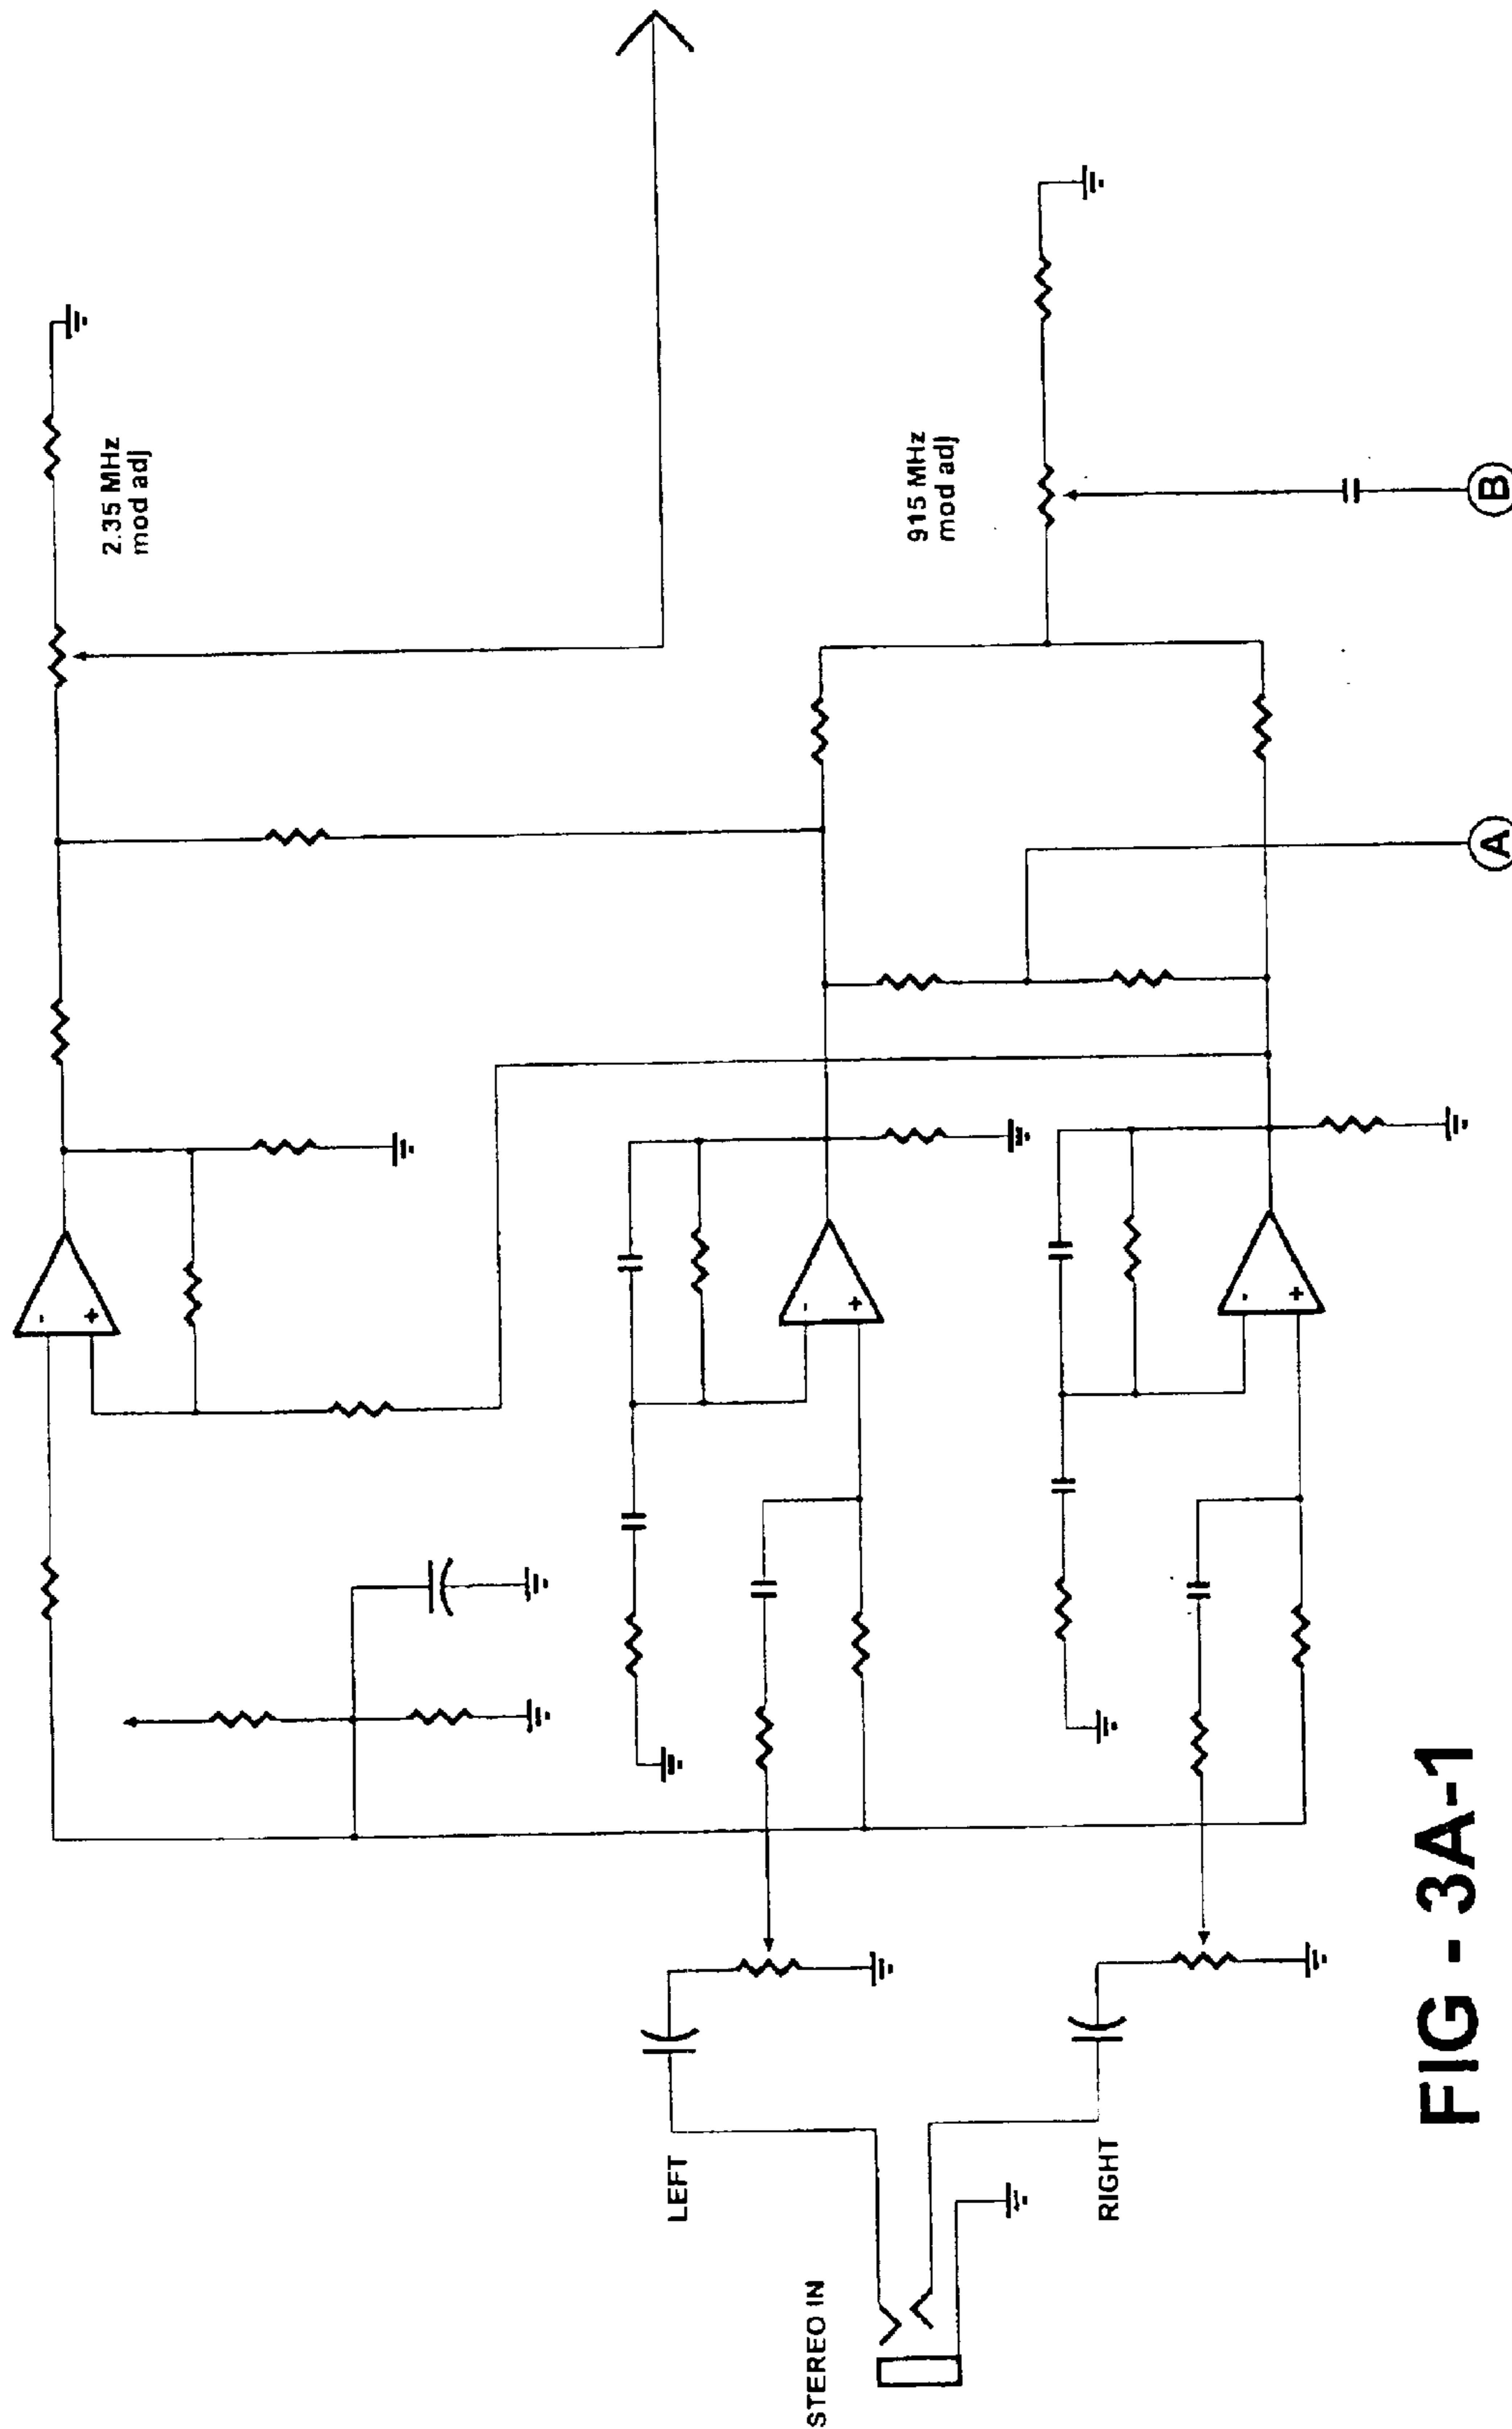 2.35 MHz
mod adj
915 MHz
mod adj
-
+
-
+
-
+
STEREO IN
LEFT
RIGHT
A
B
FIG - 3A-1